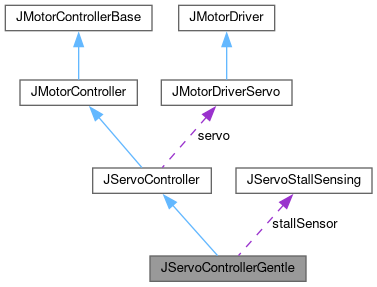 JMotorControllerBase
JMotorDriver
JMotorController
JMotorDriverServo
servo
JServoController
JServoStallSensing
stallSensor
JServoControllerGentle